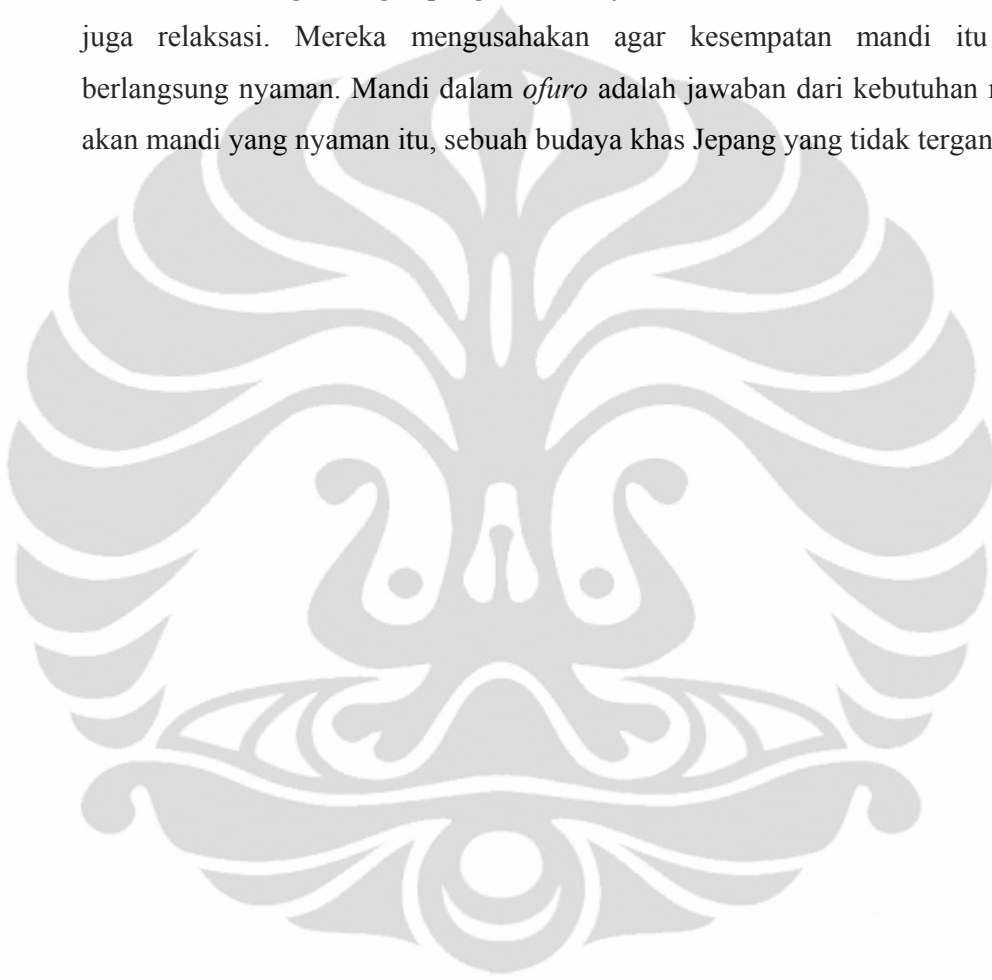 juga relaksasi. Mereka mengusahakan agar kesempatan mandi itu
berlangsung nyaman. Mandi dalam ofuro adalah jawaban dari kebutuhan
akan mandi yang nyaman itu, sebuah budaya khas Jepang yang tidak